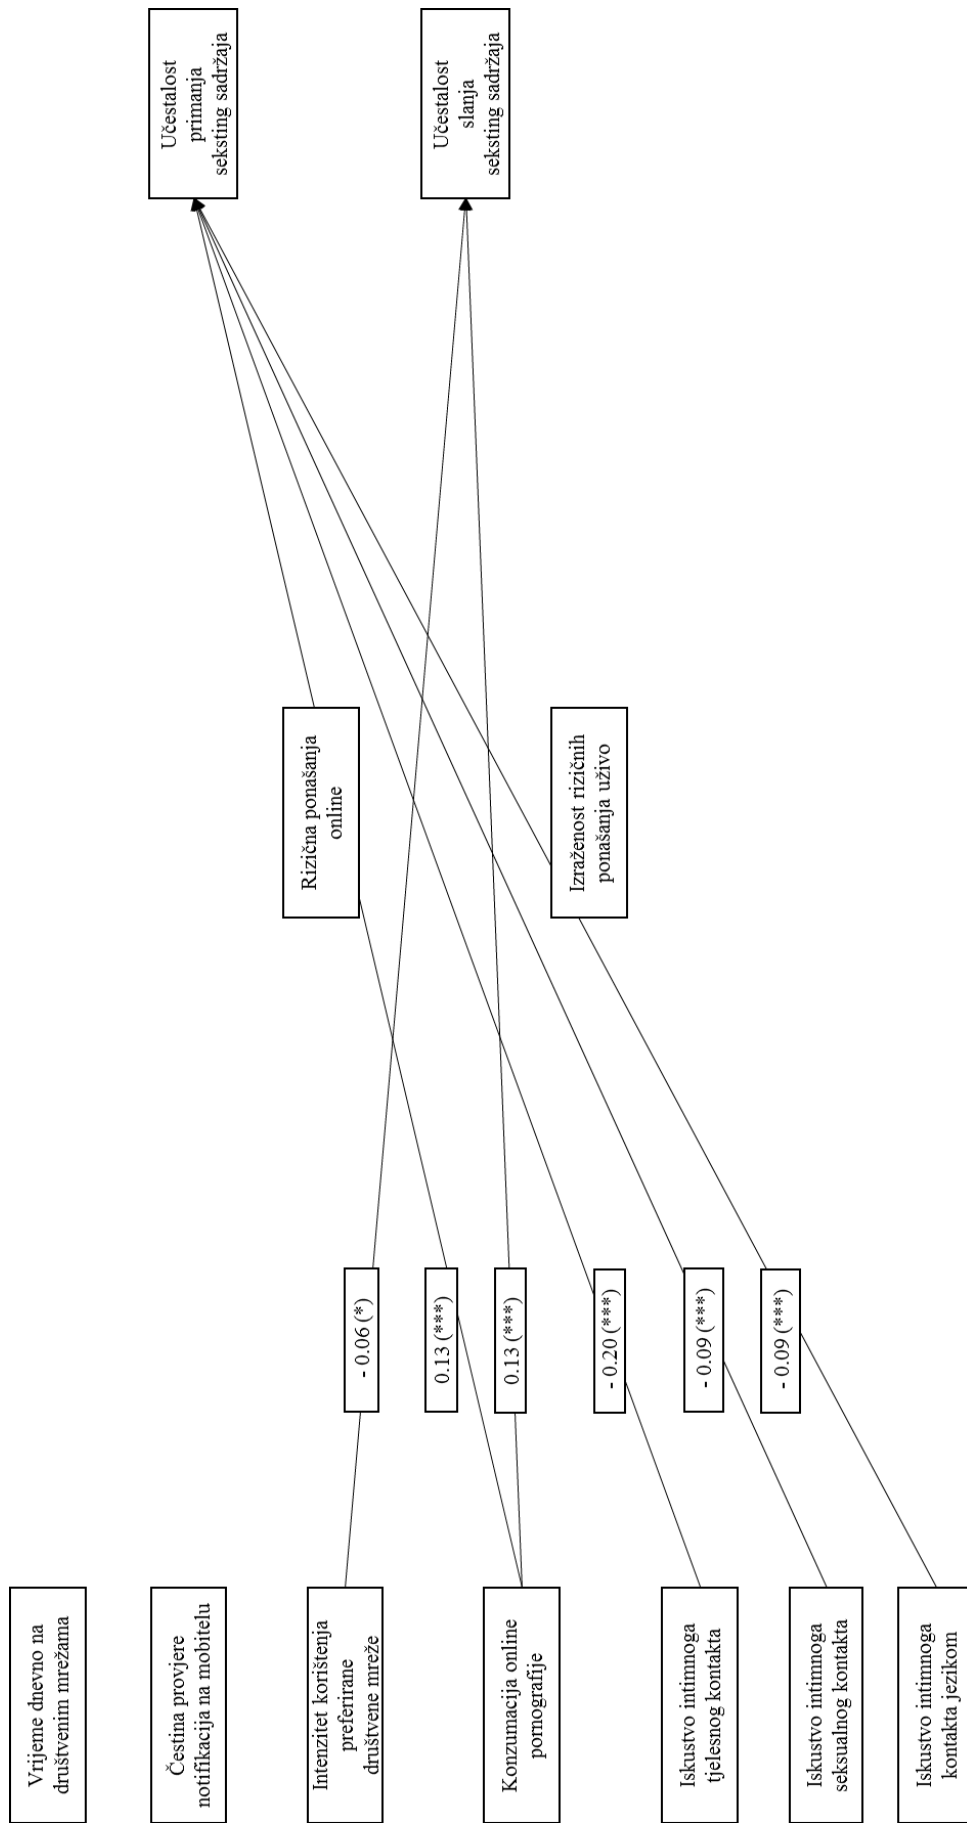 Vrijeme dnevno na
društvenim mrežama
Čestina provjere
notifikacija na mobitelu
Intenzitet korištenja
preferirane
društvene mreže
Konzumacija online
pornografije
Iskustvo intimnoga
tjelesnog kontakta
Iskustvo intimnoga
seksualnog kontakta
Iskustvo intimnoga
kontakta jezikom
- 0.06 (*)
0.13 (***)
0.13 (***)
- 0.20 (***)
- 0.09 (***)
- 0.09 (***)
Rizična ponašanja
online
Izraženost rizičnih
ponašanja uživo
Učestalost
primanja
seksting sadržaja
Učestalost
slanja
seksting sadržaja